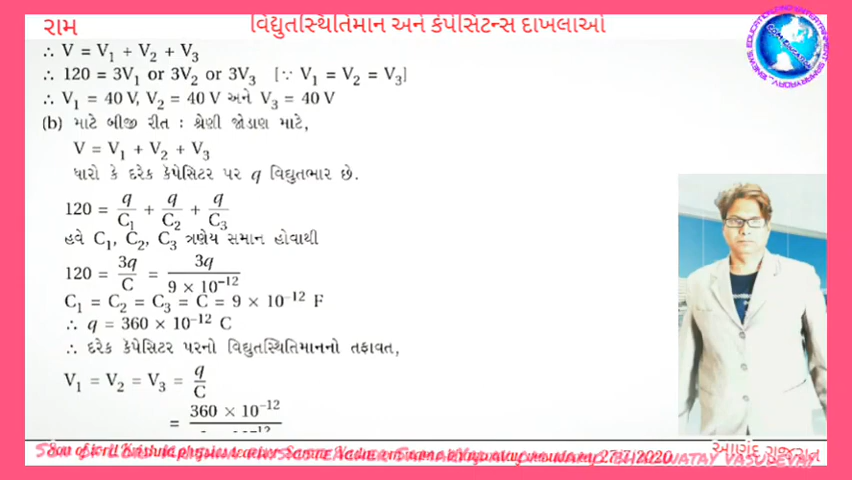 રામ
વિદ્યુતસ્થિતિમાન અને કેપેસિટન્સ દાખલાઓ
∴ V = V₁ + V₂ + V₃
∴ 120 = 3V₁ or 3V₂ or 3V₃ [∵ V₁ = V₂ = V₃]
∴ V₁ = 40 V, V₂ = 40 V અને V₃ = 40 V
(b) માટે બીજી રીત : શ્રેણી જોડાણ માટે,
V = V₁ + V₂ + V₃
ધારો કે દરેક કેપેસિટર પર q વિદ્યુતભાર છે.
120 = q/C₁ + q/C₂ + q/C₃
હવે C₁, C₂, C₃ ત્રણેય સમાન હોવાથી
120 = 3q/C = 3q/9 × 10⁻¹²
C₁ = C₂ = C₃ = C = 9 × 10⁻¹² F
∴ q = 360 × 10⁻¹² C
∴ દરેક કેપેસિટર પરનો વિદ્યુતસ્થિતિમાનનો તફાવત,
V₁ = V₂ = V₃ = q/C
= 360 × 10⁻¹²
27/7/2020
આણંદ ગુજરાત